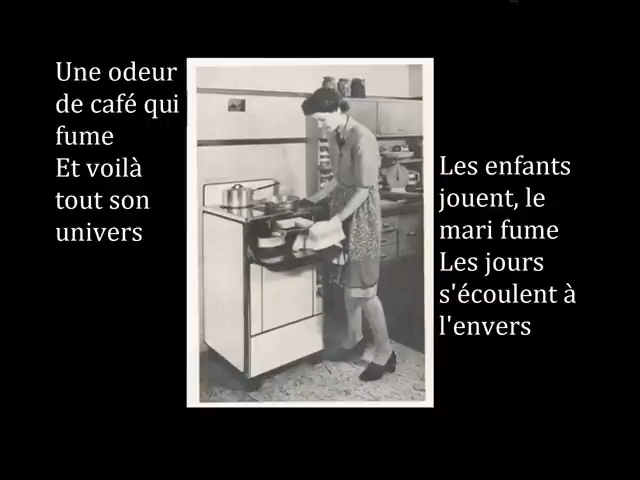 Une odeur
de café qui
fume
Et voilà
tout son
univers
Les enfants
jouent, le
mari fume
Les jours
s'écoulent à
l'envers